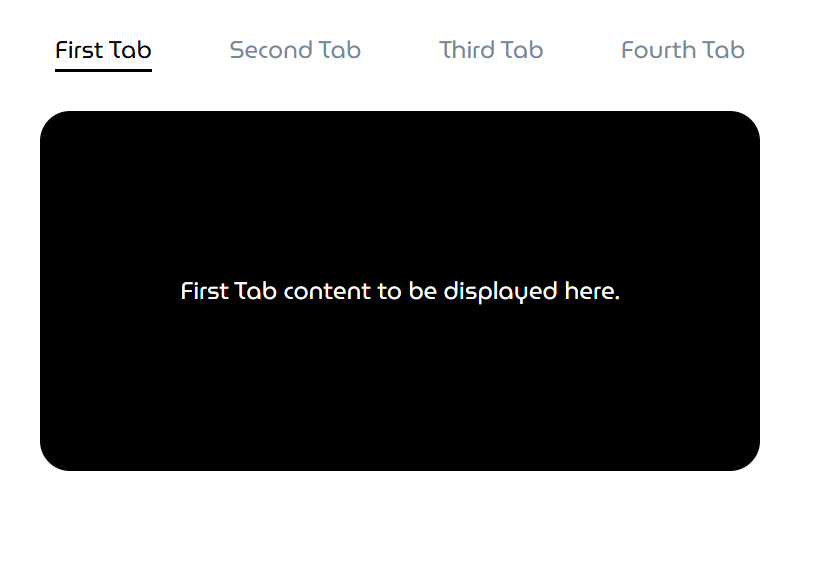 First Tab Second Tab Third Tab Fourth Tab
First Tab content to be displayed here.